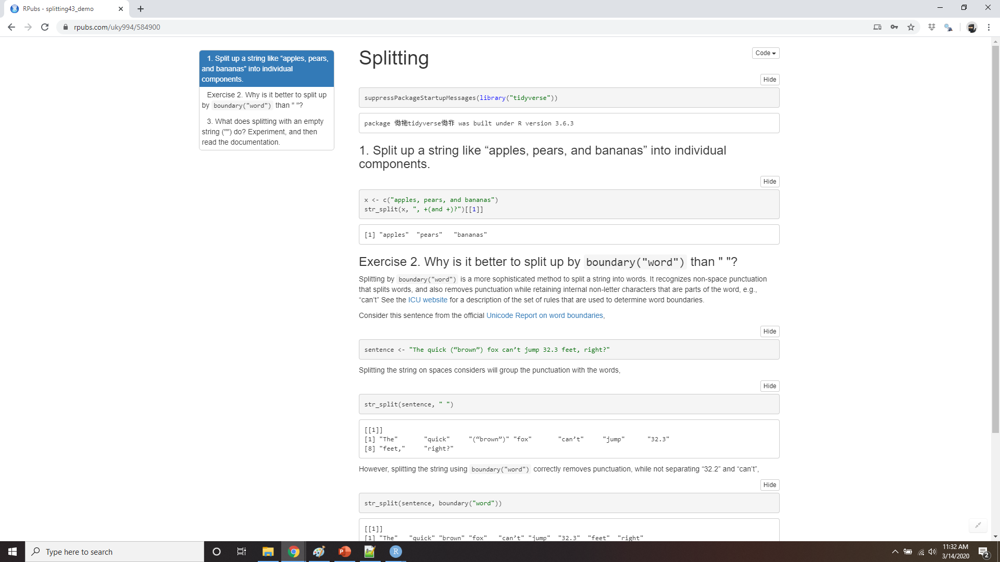 RPubs - splitting43_demo
rpubs.com/uky994/584900
1. Split up a string like “apples, pears,
and bananas” into individual
components.
Exercise 2. Why is it better to split up
by boundary("word") than " "?
3. What does splitting with an empty
string ("") do? Experiment, and then
read the documentation.
Splitting
Code
Hide
suppressPackageStartupMessages(library("tidyverse"))
package tidyverse was built under R version 3.6.3
1. Split up a string like “apples, pears, and bananas” into individual
components.
Hide
x <- c("apples, pears, and bananas")
str_split(x, ", +(and +)?")[[1]]
[1] "apples"  "pears"   "bananas"
Exercise 2. Why is it better to split up by boundary("word") than " "?
Splitting by boundary("word") is a more sophisticated method to split a string into words. It recognizes non-space punctuation
that splits words, and also removes punctuation while retaining internal non-letter characters that are parts of the word, e.g.,
“can’t” See the ICU website for a description of the set of rules that are used to determine word boundaries.
Consider this sentence from the official Unicode Report on word boundaries,
Hide
sentence <- "The quick (“brown”) fox can’t jump 32.3 feet, right?"
Splitting the string on spaces considers will group the punctuation with the words,
Hide
str_split(sentence, " ")
[[1]]
[1] "The"       "quick"     "(“brown”)" "fox"       "can’t"     "jump"      "32.3"
[8] "feet,"     "right?"
However, splitting the string using boundary("word") correctly removes punctuation, while not separating “32.2” and “can’t”,
Hide
str_split(sentence, boundary("word"))
[[1]]
[1] "The"   "quick" "brown" "fox"   "can’t" "jump"  "32.3"  "feet"  "right"
Type here to search
11:32 AM
3/14/2020
2